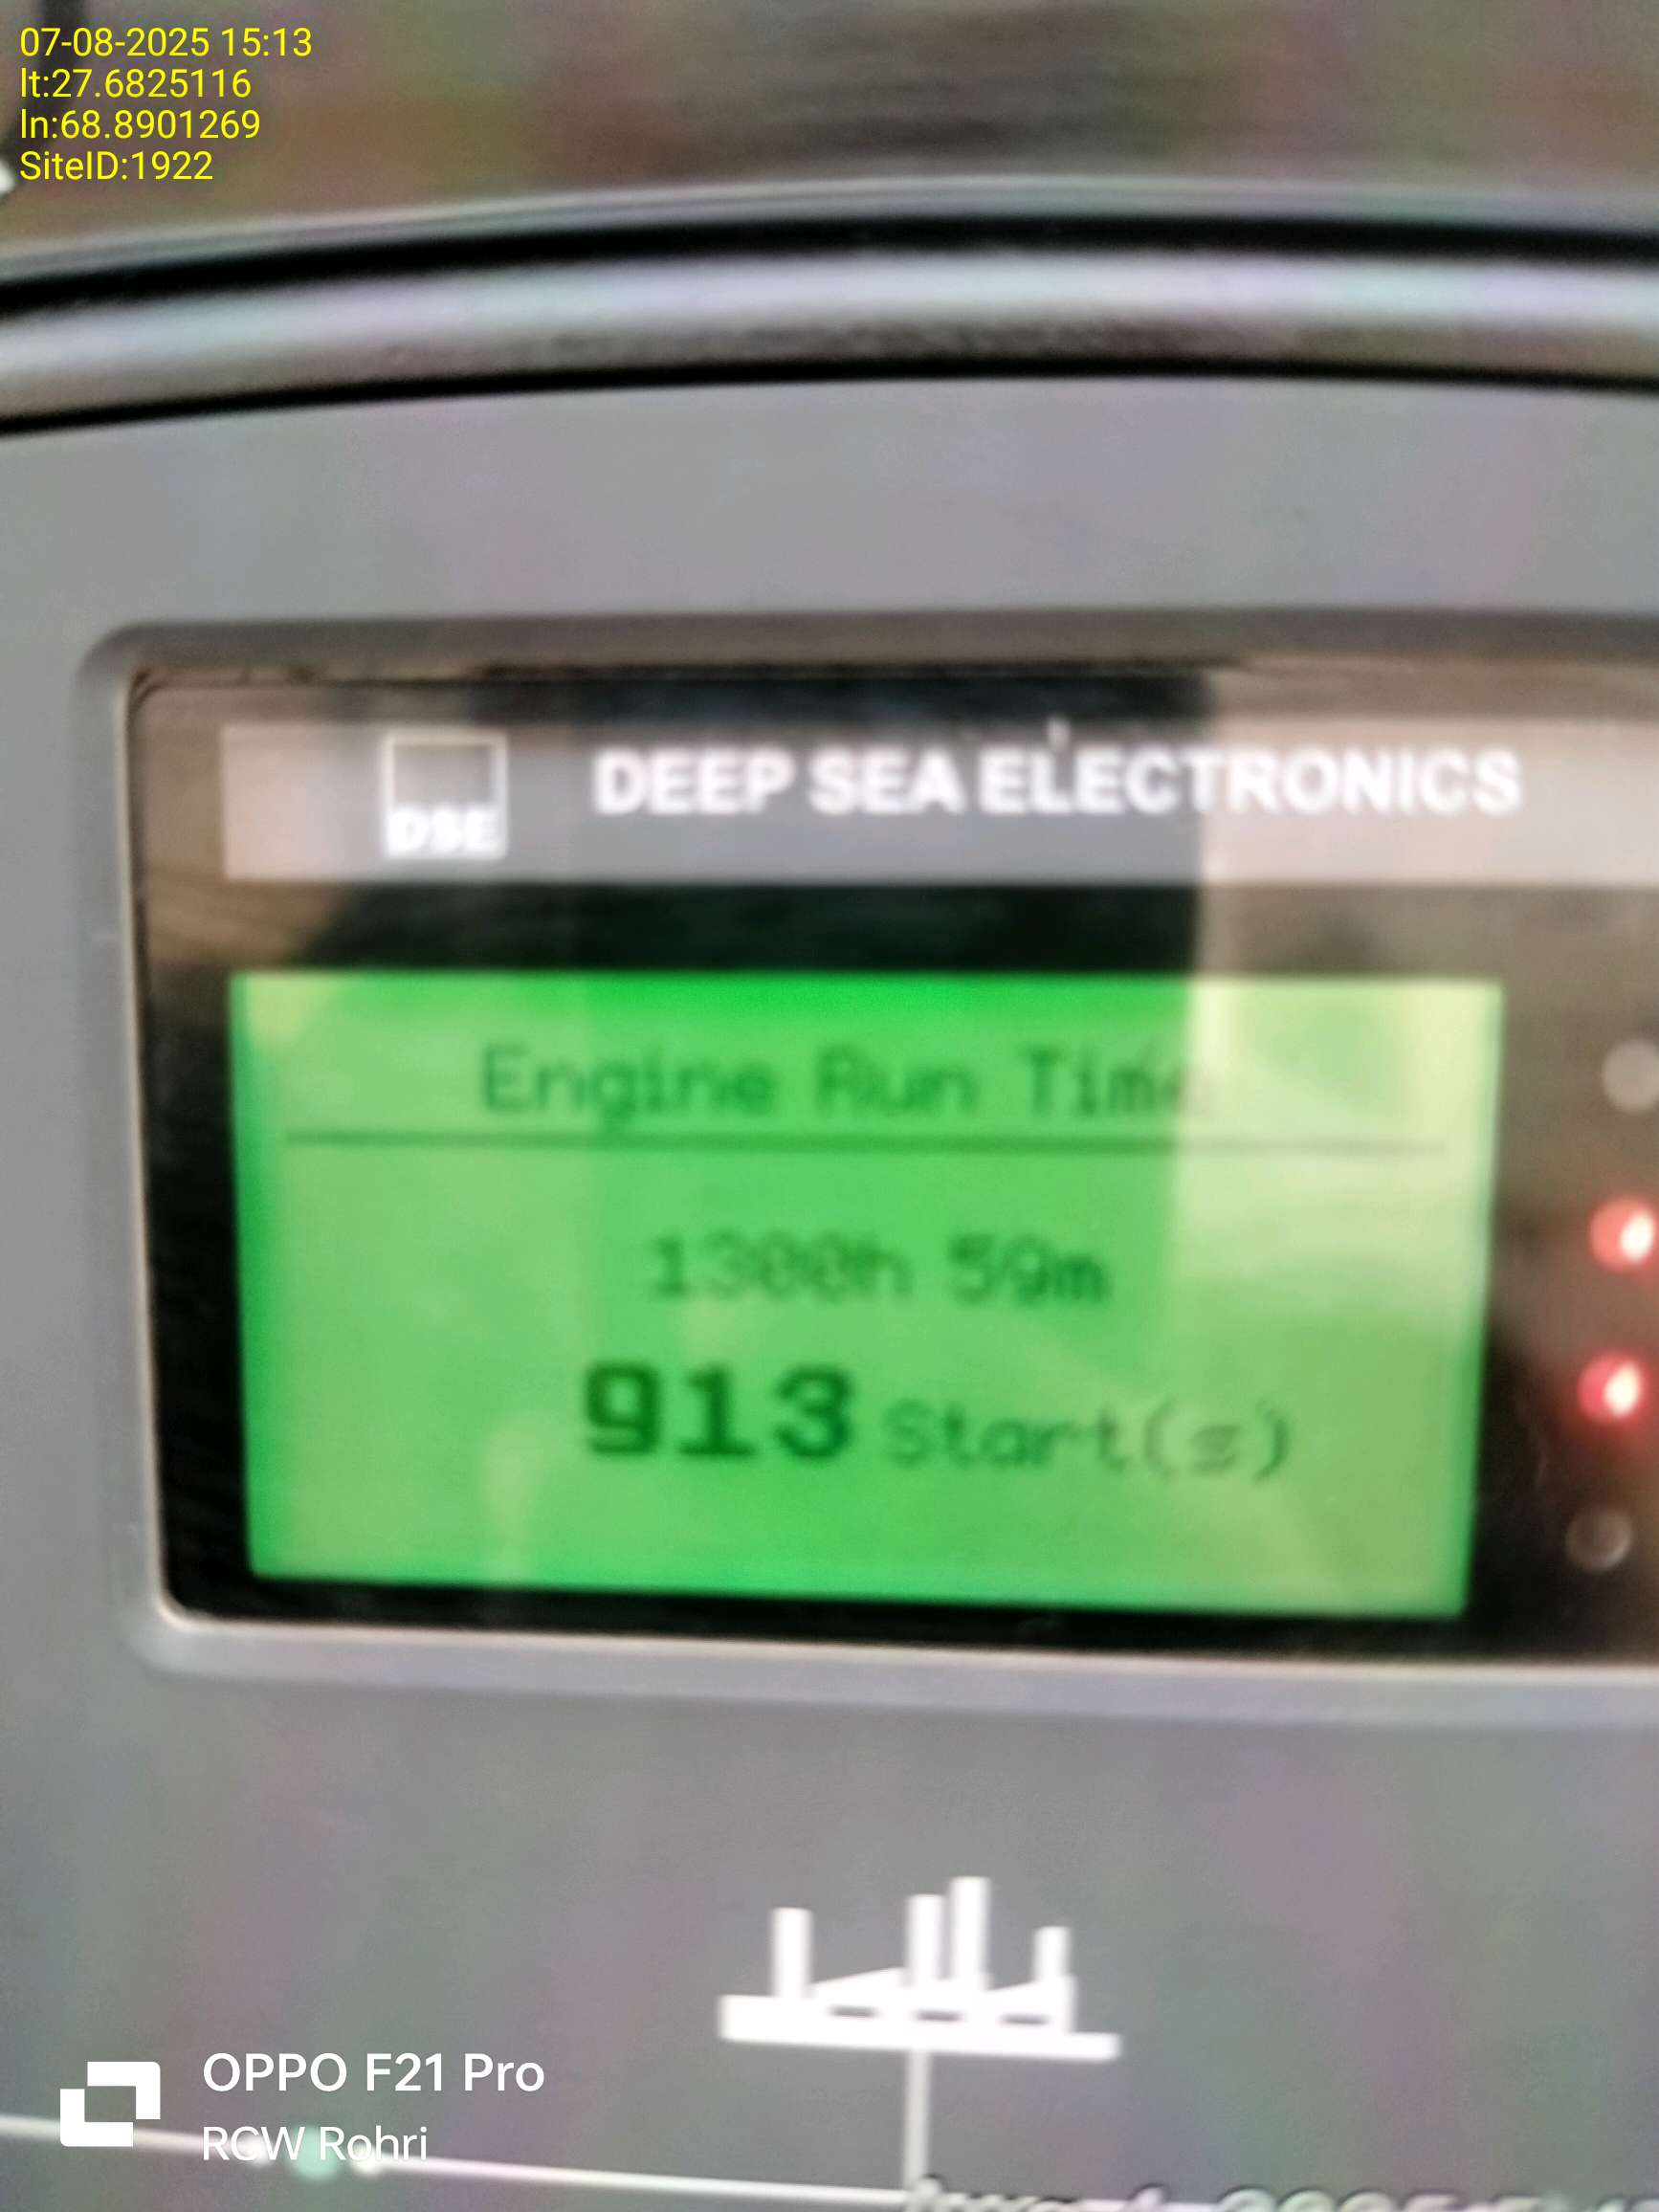 07-08-2025 15:13
lt:27.6825116
ln:68.8901269
SiteID:1922
DSE
DEEP SEA ELECTRONICS
Engine Run Time
1300h 59m
913 Start(s)
OPPO F21 Pro
RCW Rohri